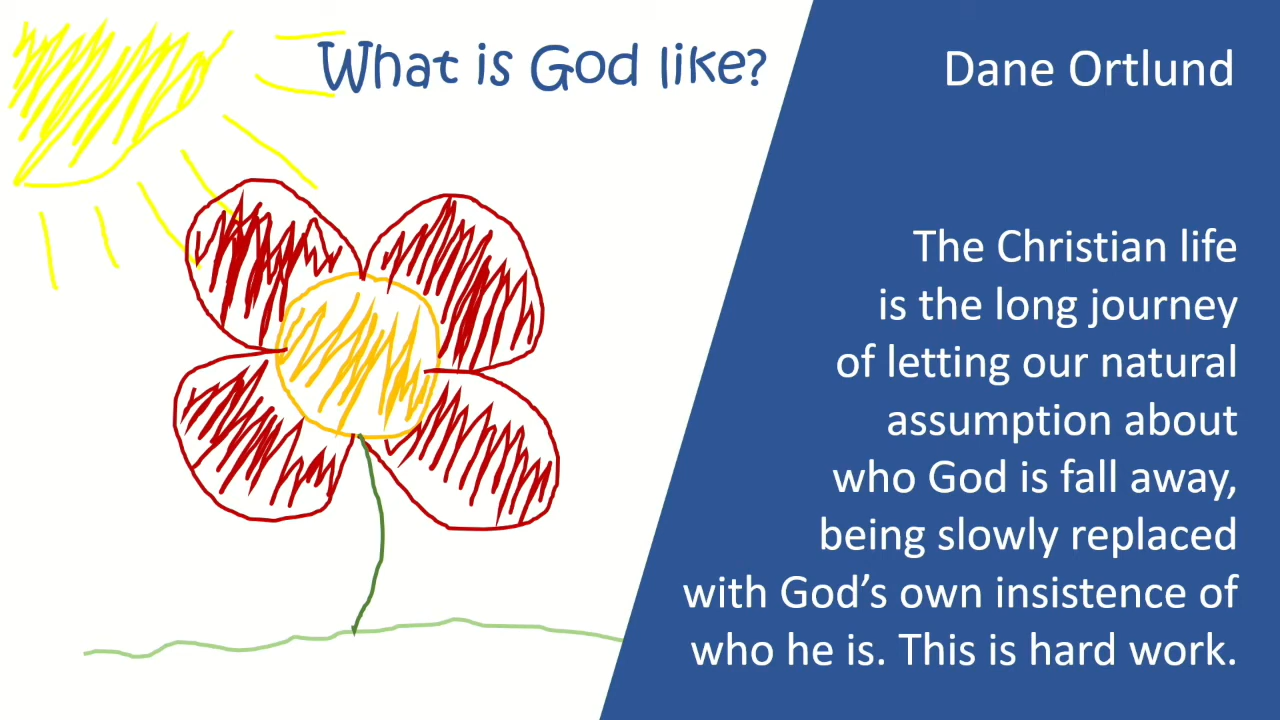 What is God like?
Dane Ortlund
The Christian life
is the long journey
of letting our natural
assumption about
who God is fall away,
being slowly replaced
with God’s own insistence of
who he is. This is hard work.